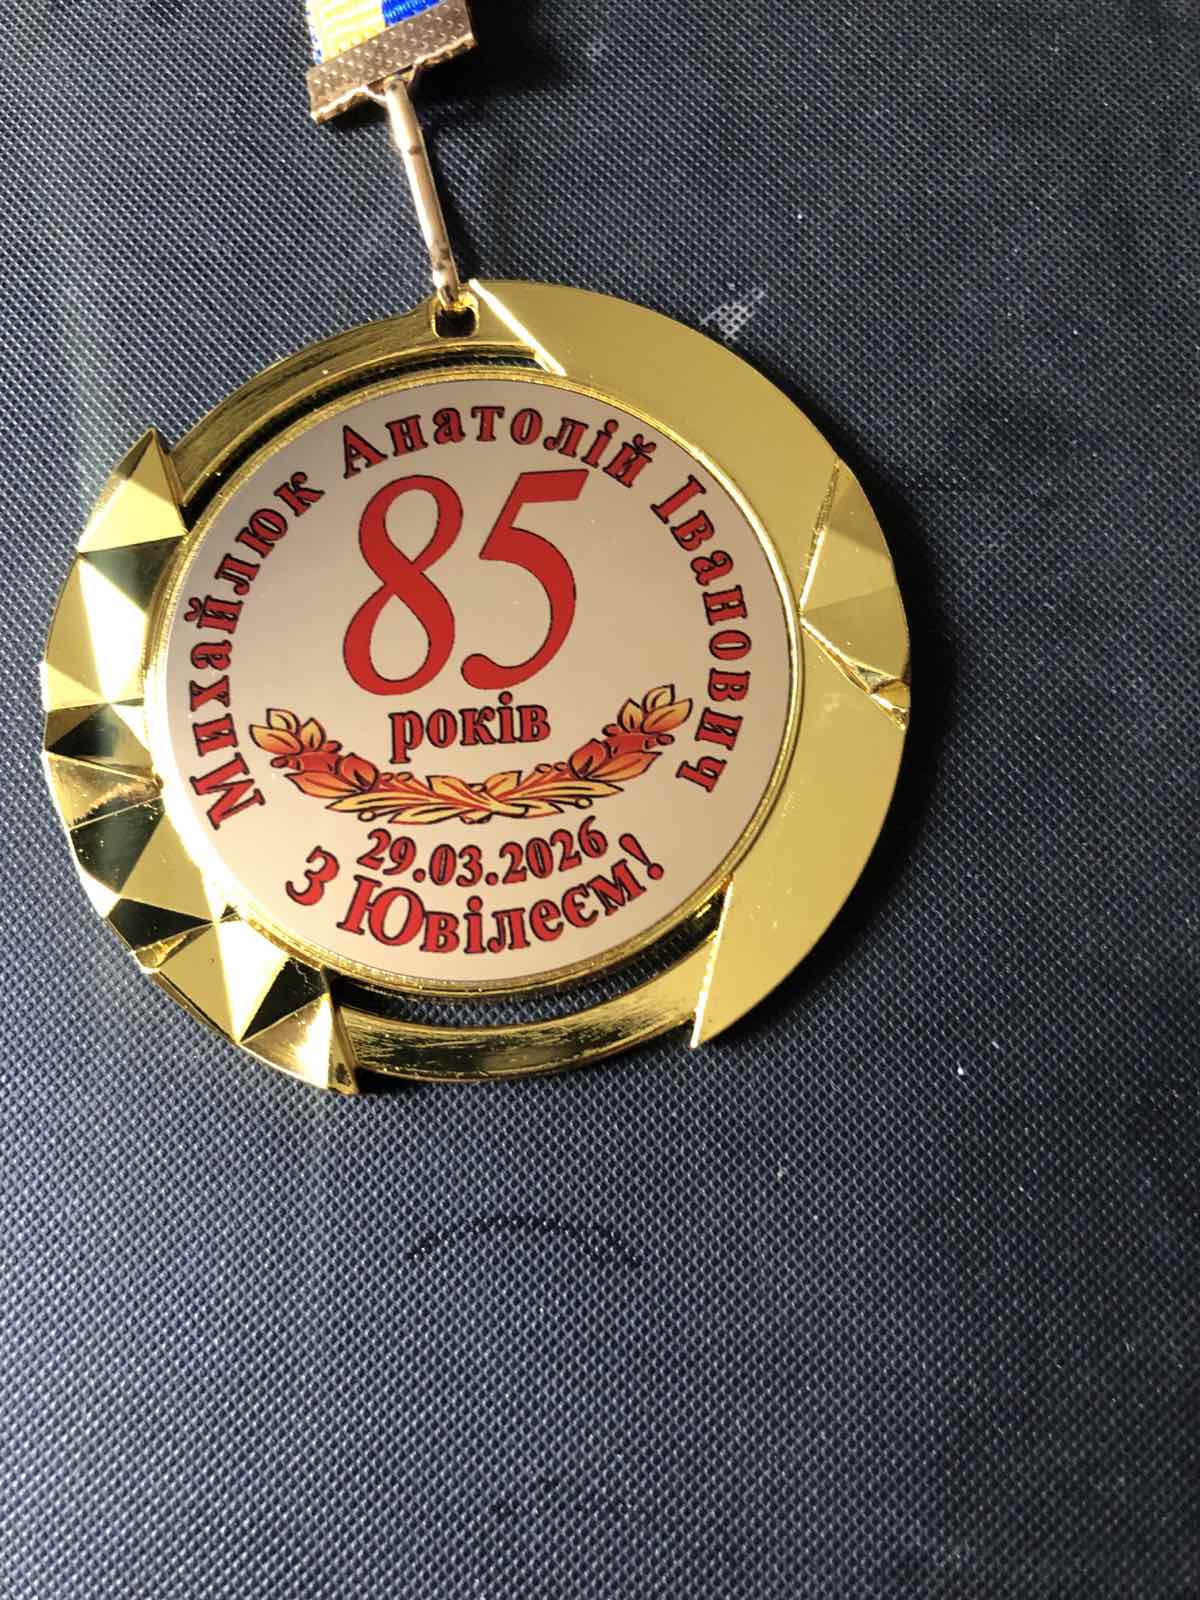 Михайлюк Анатолій Іванович
85
років
29.03.2026
З Ювілеєм!